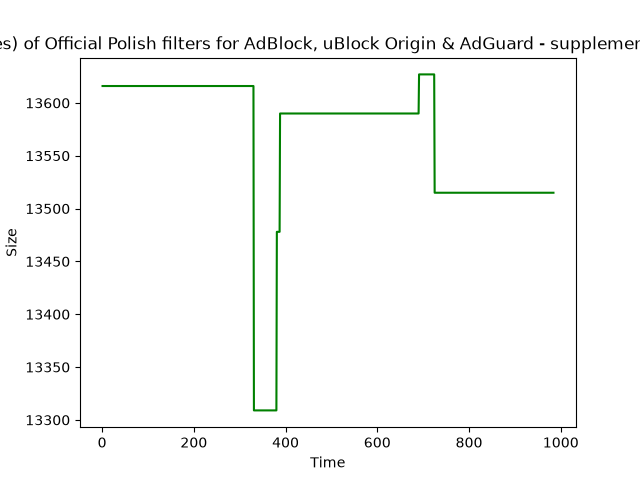 es) of Official Polish filters for AdBlock, uBlock Origin & AdGuard - supplemen
13600
13550
13500
13450
13400
13350
13300
Size
0 200 400 600 800 1000
Time